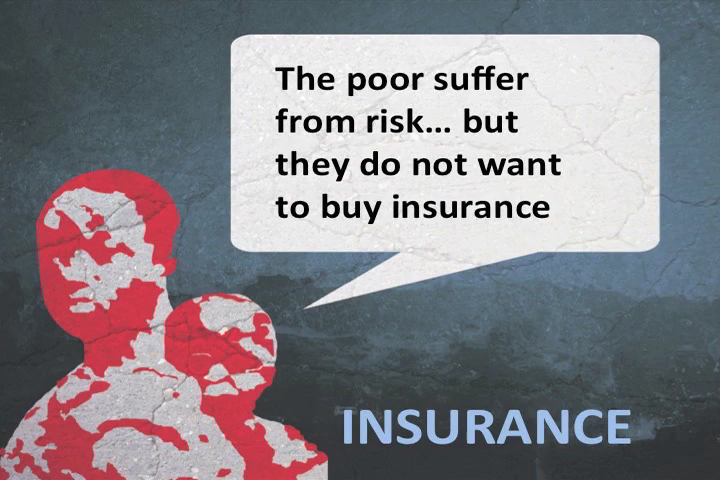 The poor suffer
from risk... but
they do not want
to buy insurance
INSURANCE